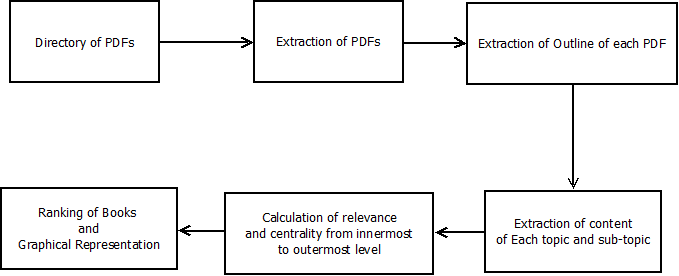 Directory of PDFs
Extraction of PDFs
Extraction of Outline of each PDF
Extraction of content
of Each topic and sub-topic
Calculation of relevance
and centrality from innermost
to outermost level
Ranking of Books
and
Graphical Representation